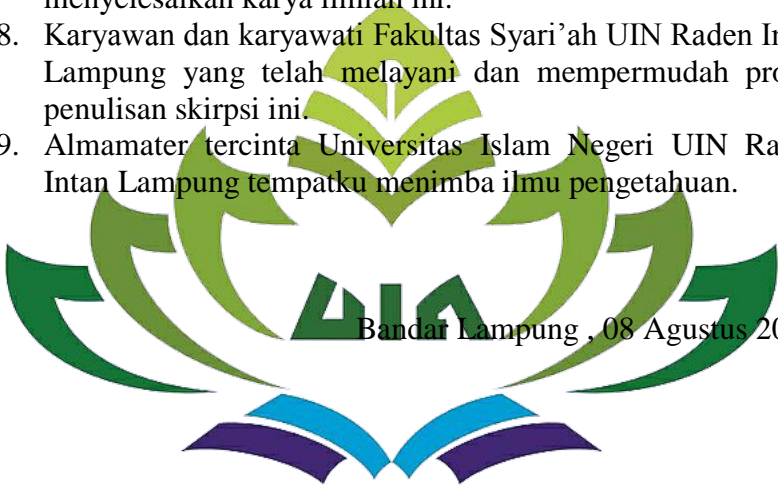 menyelesaikan karya ilmiah ini.
8. Karyawan dan karyawati Fakultas Syari’ah UIN Raden In
Lampung yang telah melayani dan mempermudah pro
penulisan skirpsi ini.
9. Almamater tercinta Universitas Islam Negeri UIN Ra
Intan Lampung tempatku menimba ilmu pengetahuan.
UIN
Bandar Lampung , 08 Agustus 20